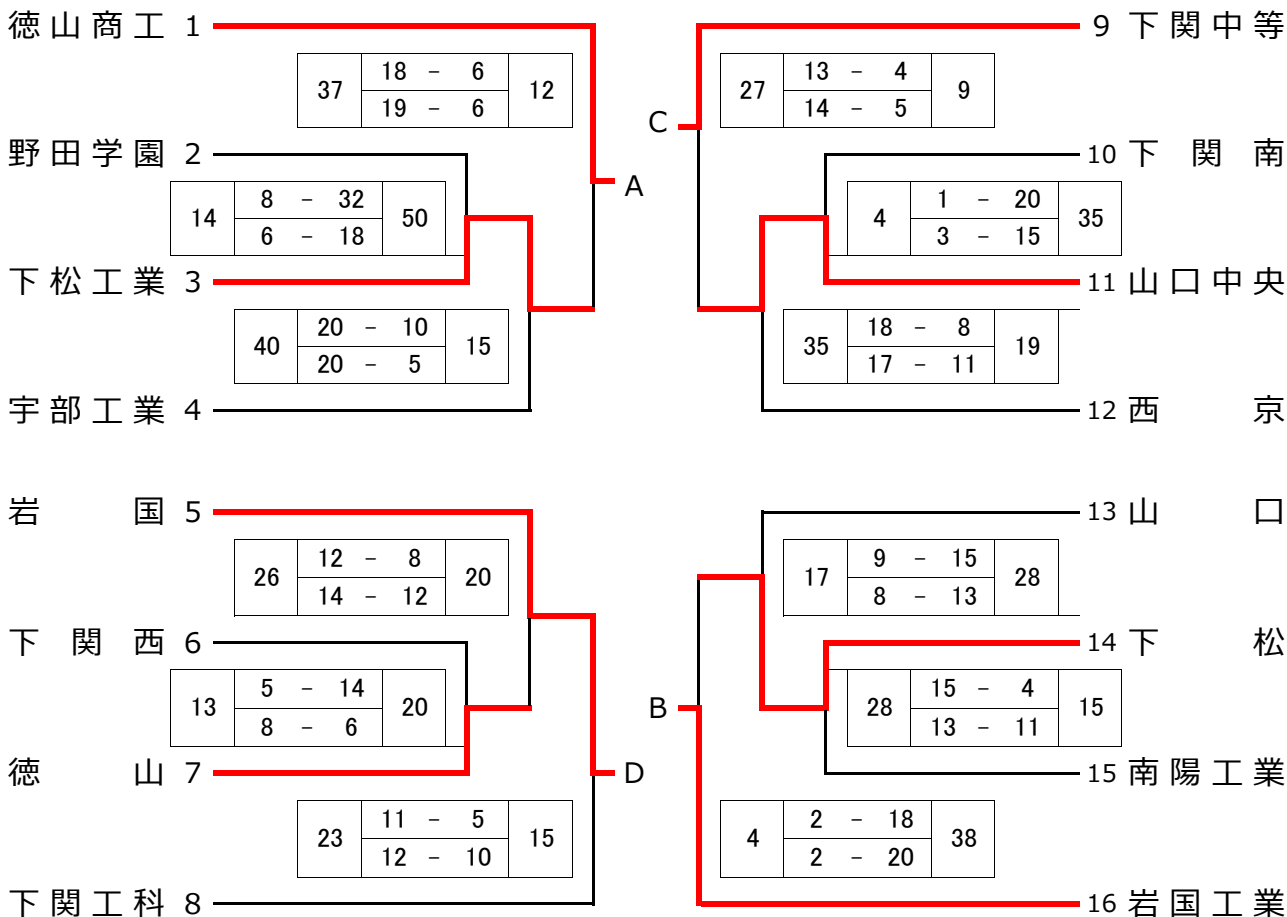 徳山商工 1
37 18 - 6 12
19 - 6
野田学園 2
14 8 - 32 50
6 - 18
下松工業 3
40 20 - 10 15
20 - 5
宇部工業 4
A
C
9 下関中等
27 13 - 4 9
14 - 5
10 下関南
4 1 - 20 35
3 - 15
11 山口中央
35 18 - 8 19
17 - 11
12 西京
岩国 5
26 12 - 8 20
14 - 12
下関西 6
13 5 - 14 20
8 - 6
徳山 7
23 11 - 5 15
12 - 10
下関工科 8
D
B
13 山口
17 9 - 15 28
8 - 13
14 下松
28 15 - 4 15
13 - 11
15 南陽工業
4 2 - 18 38
2 - 20
16 岩国工業